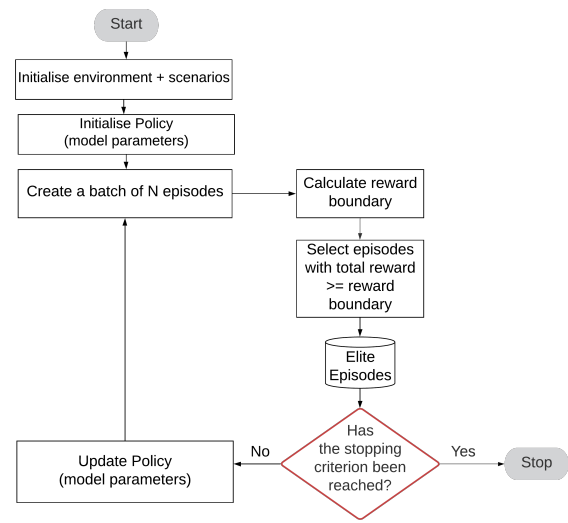 Start
Initialise environment + scenarios
Initialise Policy
(model parameters)
Create a batch of N episodes
Calculate reward
boundary
Select episodes
with total reward
>= reward
boundary
Elite
Episodes
Has
the stopping
criterion been
reached?
No
Yes
Stop
Update Policy
(model parameters)